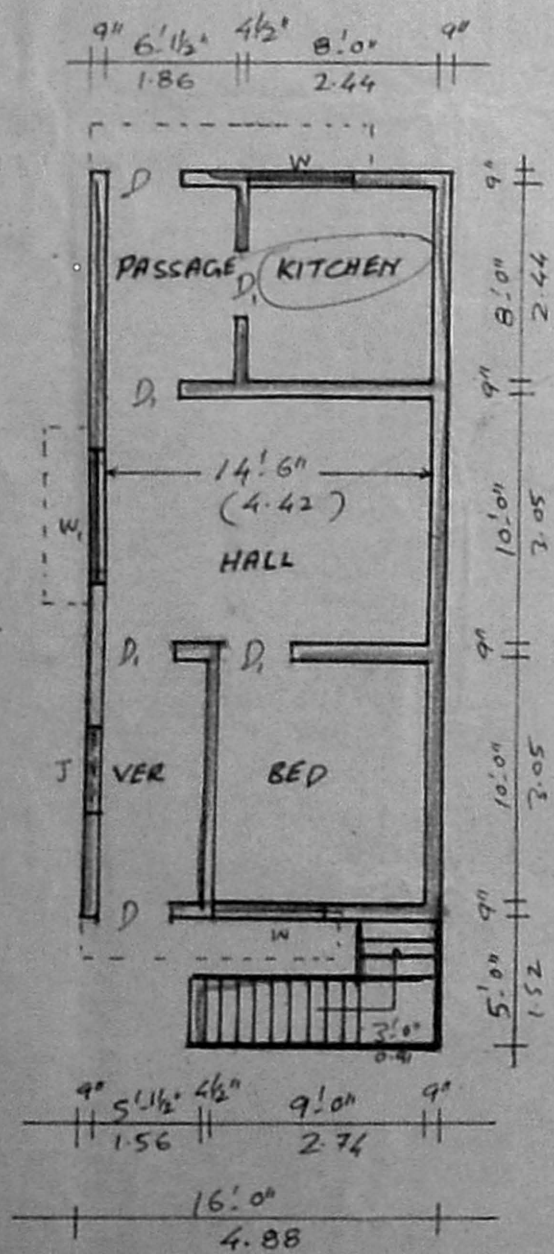 9" 6'-1½" 4½" 8'-0" 9"
1.86 2.44
D W
PASSAGE D₁ KITCHEN
9"
8'-0" 2.44
D₁ 9"
14'-6"
(4.42)
W₁ HALL
10'-0" 3.05
D₁ D₁ 9"
J VER BED
10'-0" 3.05
D W 9"
5'-0" 1.52
3'-0"
0.91
9" 5'-1½" 4½" 9'-0" 9"
1.56 2.74
16'-0"
4.88